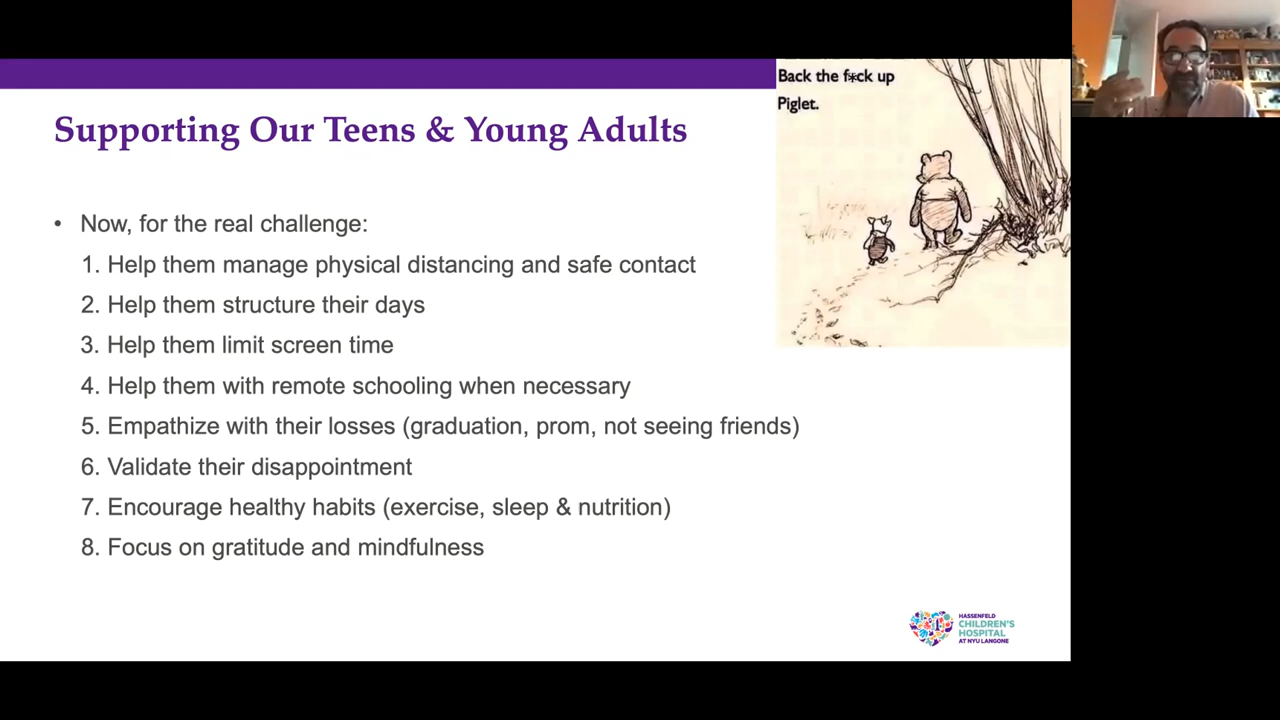 Back the f*ck up
Piglet.
Supporting Our Teens & Young Adults
• Now, for the real challenge:
1. Help them manage physical distancing and safe contact
2. Help them structure their days
3. Help them limit screen time
4. Help them with remote schooling when necessary
5. Empathize with their losses (graduation, prom, not seeing friends)
6. Validate their disappointment
7. Encourage healthy habits (exercise, sleep & nutrition)
8. Focus on gratitude and mindfulness
HASSENFELD
CHILDREN'S
HOSPITAL
AT NYU LANGONE